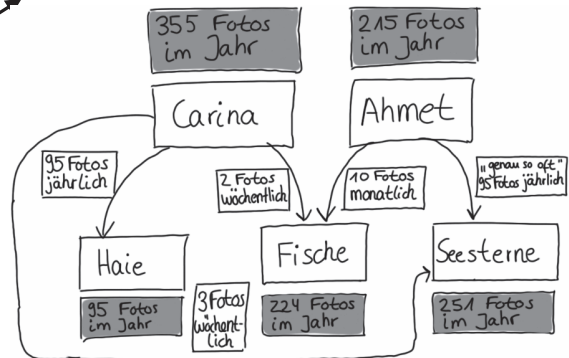 355 Fotos
im Jahr
215 Fotos
im Jahr
Carina
Ahmet
95 Fotos
jährlich
2 Fotos
wöchentlich
10 Fotos
monatlich
"genau so oft"
95 Fotos jährlich
Haie
Fische
Seesterne
95 Fotos
im Jahr
3 Fotos
wöchent-
lich
224 Fotos
im Jahr
251 Fotos
im Jahr